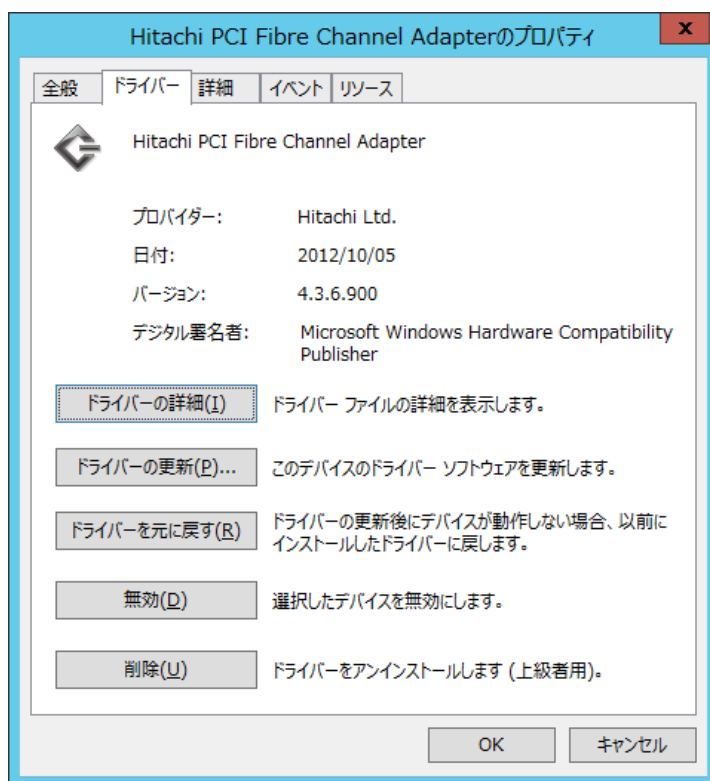 Hitachi PCI Fibre Channel Adapterのプロパティ
x
全般 ドライバー 詳細 イベント リソース
Hitachi PCI Fibre Channel Adapter
プロバイダー: Hitachi Ltd.
日付: 2012/10/05
バージョン: 4.3.6.900
デジタル署名者: Microsoft Windows Hardware Compatibility
Publisher
ドライバーの詳細(I) ドライバー ファイルの詳細を表示します。
ドライバーの更新(P)... このデバイスのドライバー ソフトウェアを更新します。
ドライバーを元に戻す(R) ドライバーの更新後にデバイスが動作しない場合、以前に
インストールしたドライバーに戻します。
無効(D) 選択したデバイスを無効にします。
削除(U) ドライバーをアンインストールします (上級者用)。
OK キャンセル